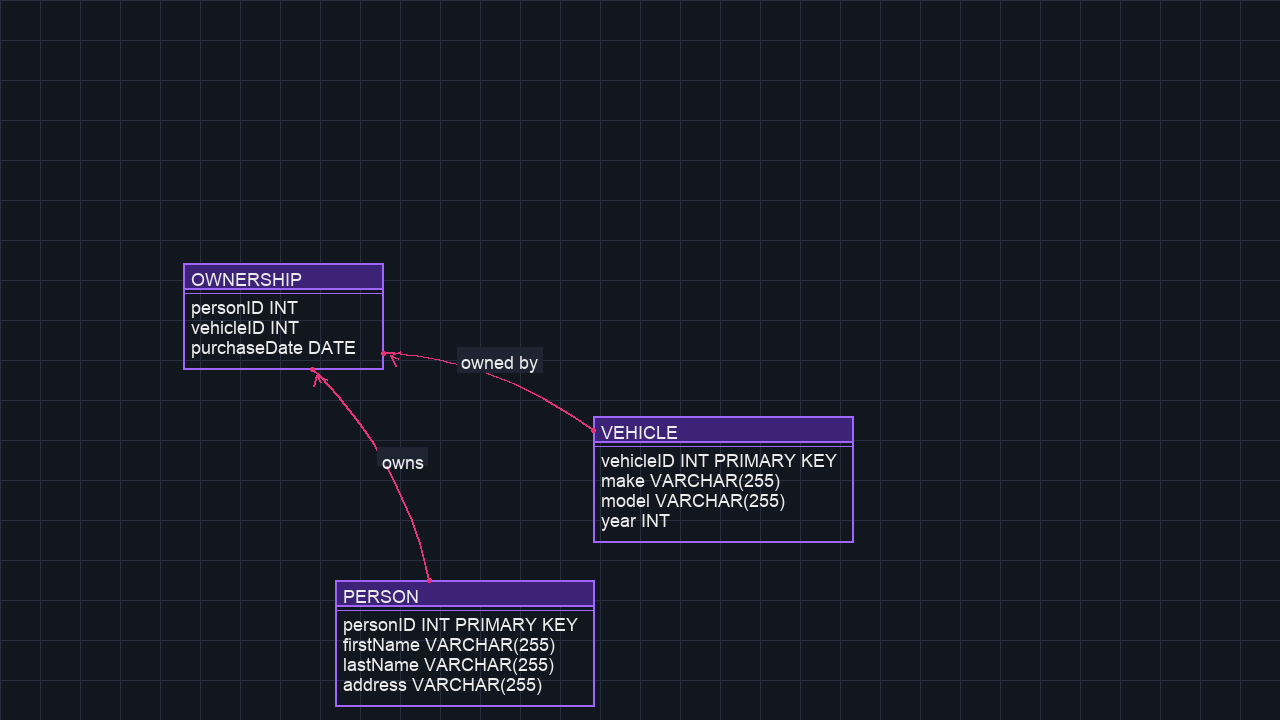 OWNERSHIP
personID INT
vehicleID INT
purchaseDate DATE
owned by
VEHICLE
vehicleID INT PRIMARY KEY
make VARCHAR(255)
model VARCHAR(255)
year INT
owns
PERSON
personID INT PRIMARY KEY
firstName VARCHAR(255)
lastName VARCHAR(255)
address VARCHAR(255)